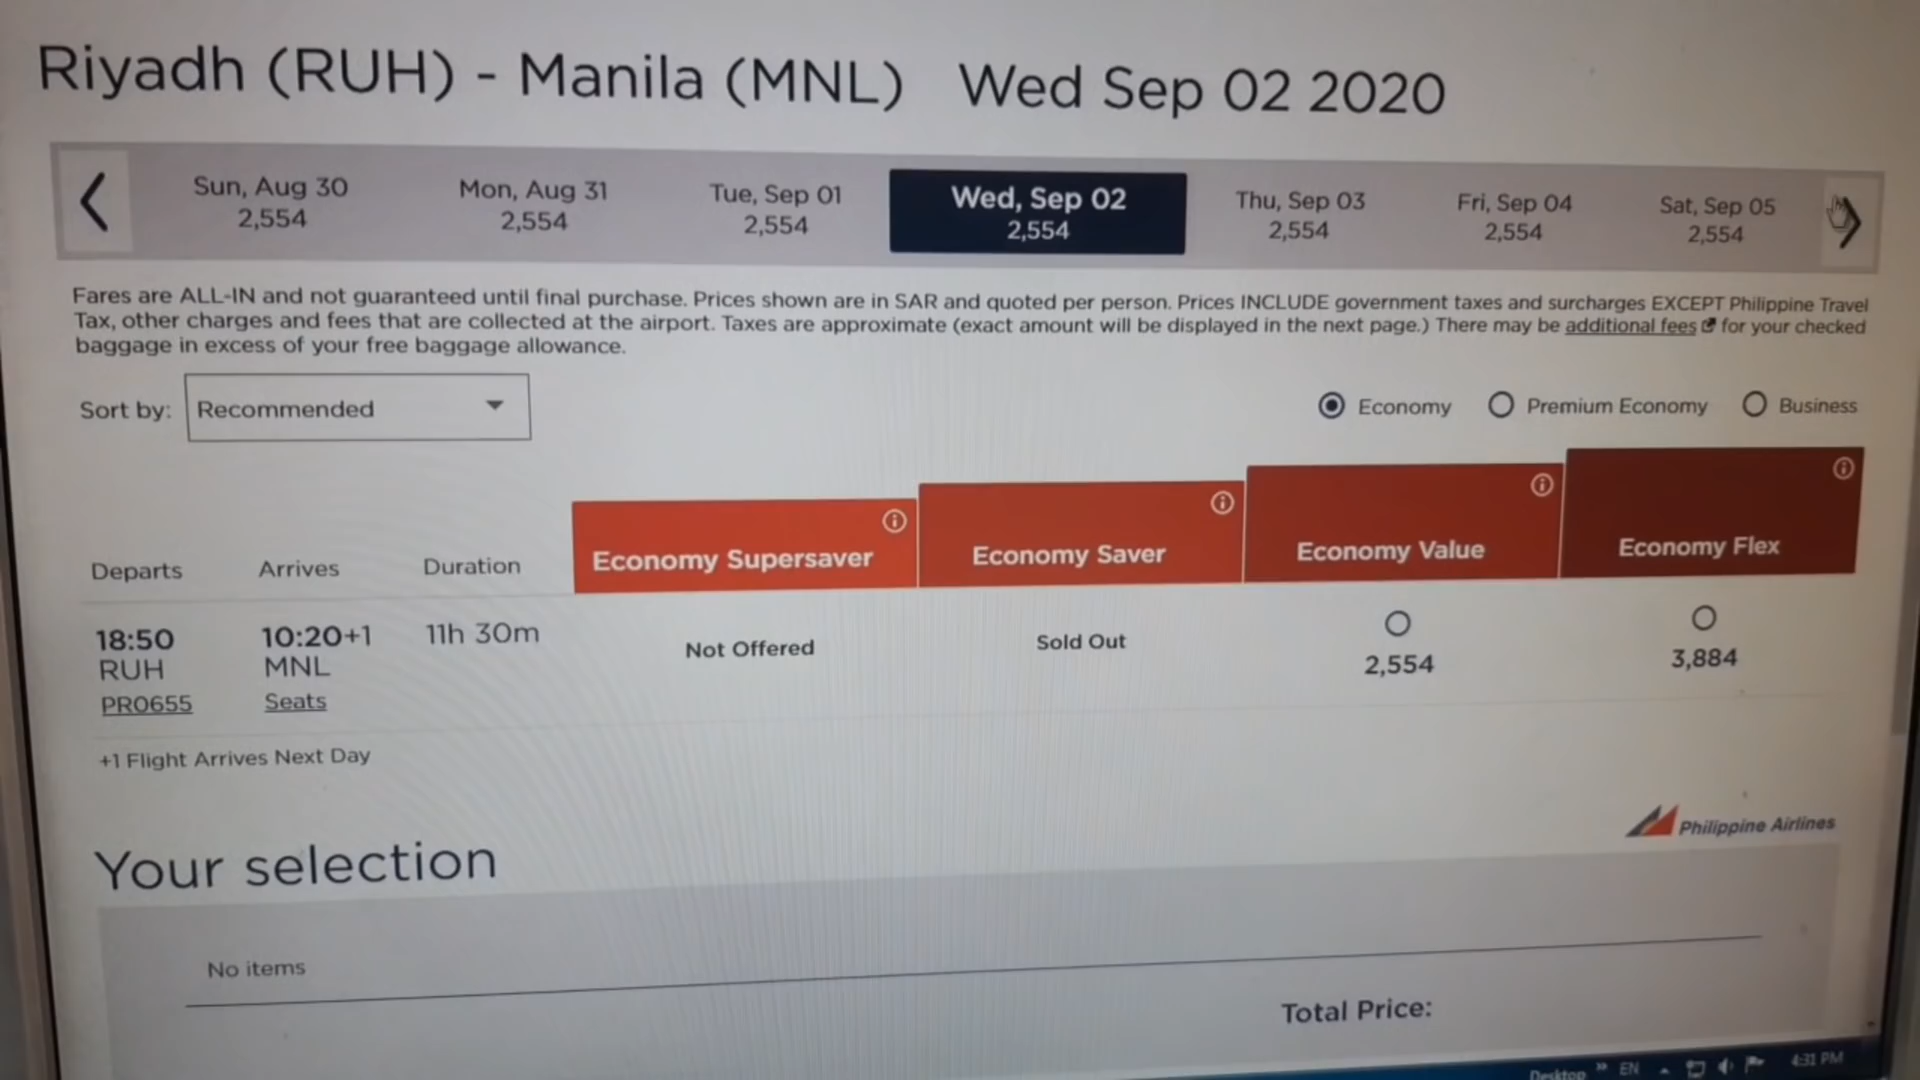 Riyadh (RUH) - Manila (MNL) Wed Sep 02 2020
Sun, Aug 30 Mon, Aug 31 Tue, Sep 01 Wed, Sep 02 Thu, Sep 03 Fri, Sep 04 Sat, Sep 05
2,554 2,554 2,554 2,554 2,554 2,554 2,554
Fares are ALL-IN and not guaranteed until final purchase. Prices shown are in SAR and quoted per person. Prices INCLUDE government taxes and surcharges EXCEPT Philippine Travel
Tax, other charges and fees that are collected at the airport. Taxes are approximate (exact amount will be displayed in the next page.) There may be additional fees for your checked
baggage in excess of your free baggage allowance.
Sort by: Recommended Economy Premium Economy Business
Departs Arrives Duration Economy Supersaver Economy Saver Economy Value Economy Flex
18:50 10:20+1 11h 30m Not Offered Sold Out 2,554 3,884
RUH MNL
PR0655 Seats
+1 Flight Arrives Next Day
Philippine Airlines
Your selection
No items
Total Price:
Desktop » EN 4:31 PM